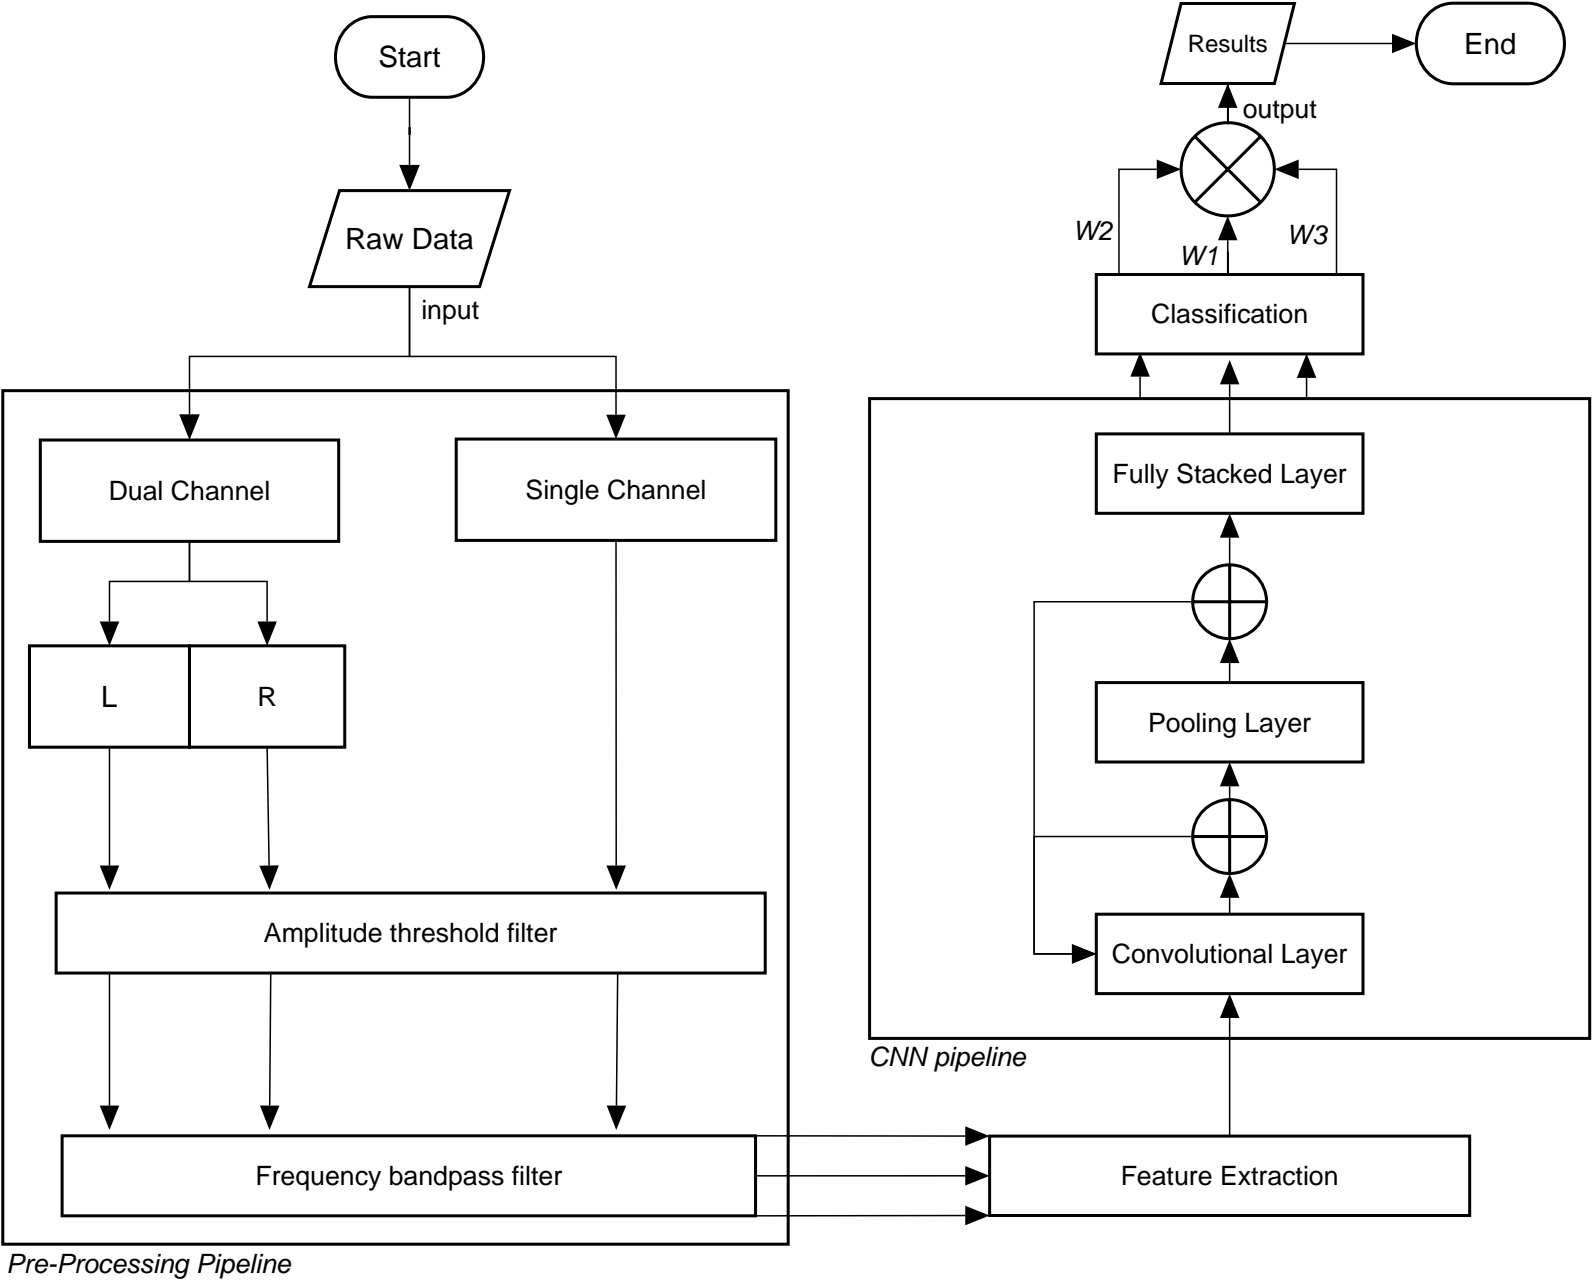 Start
Raw Data
input
Dual Channel
Single Channel
L
R
Amplitude threshold filter
Frequency bandpass filter
Pre-Processing Pipeline
Results
End
output
W2
W1
W3
Classification
Fully Stacked Layer
Pooling Layer
Convolutional Layer
CNN pipeline
Feature Extraction